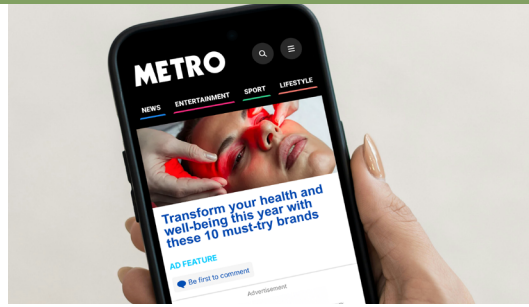 METRO
NEWS ENTERTAINMENT SPORT LIFESTYLE
Transform your health and
well-being this year with
these 10 must-try brands
AD FEATURE
Be first to comment
Advertisement